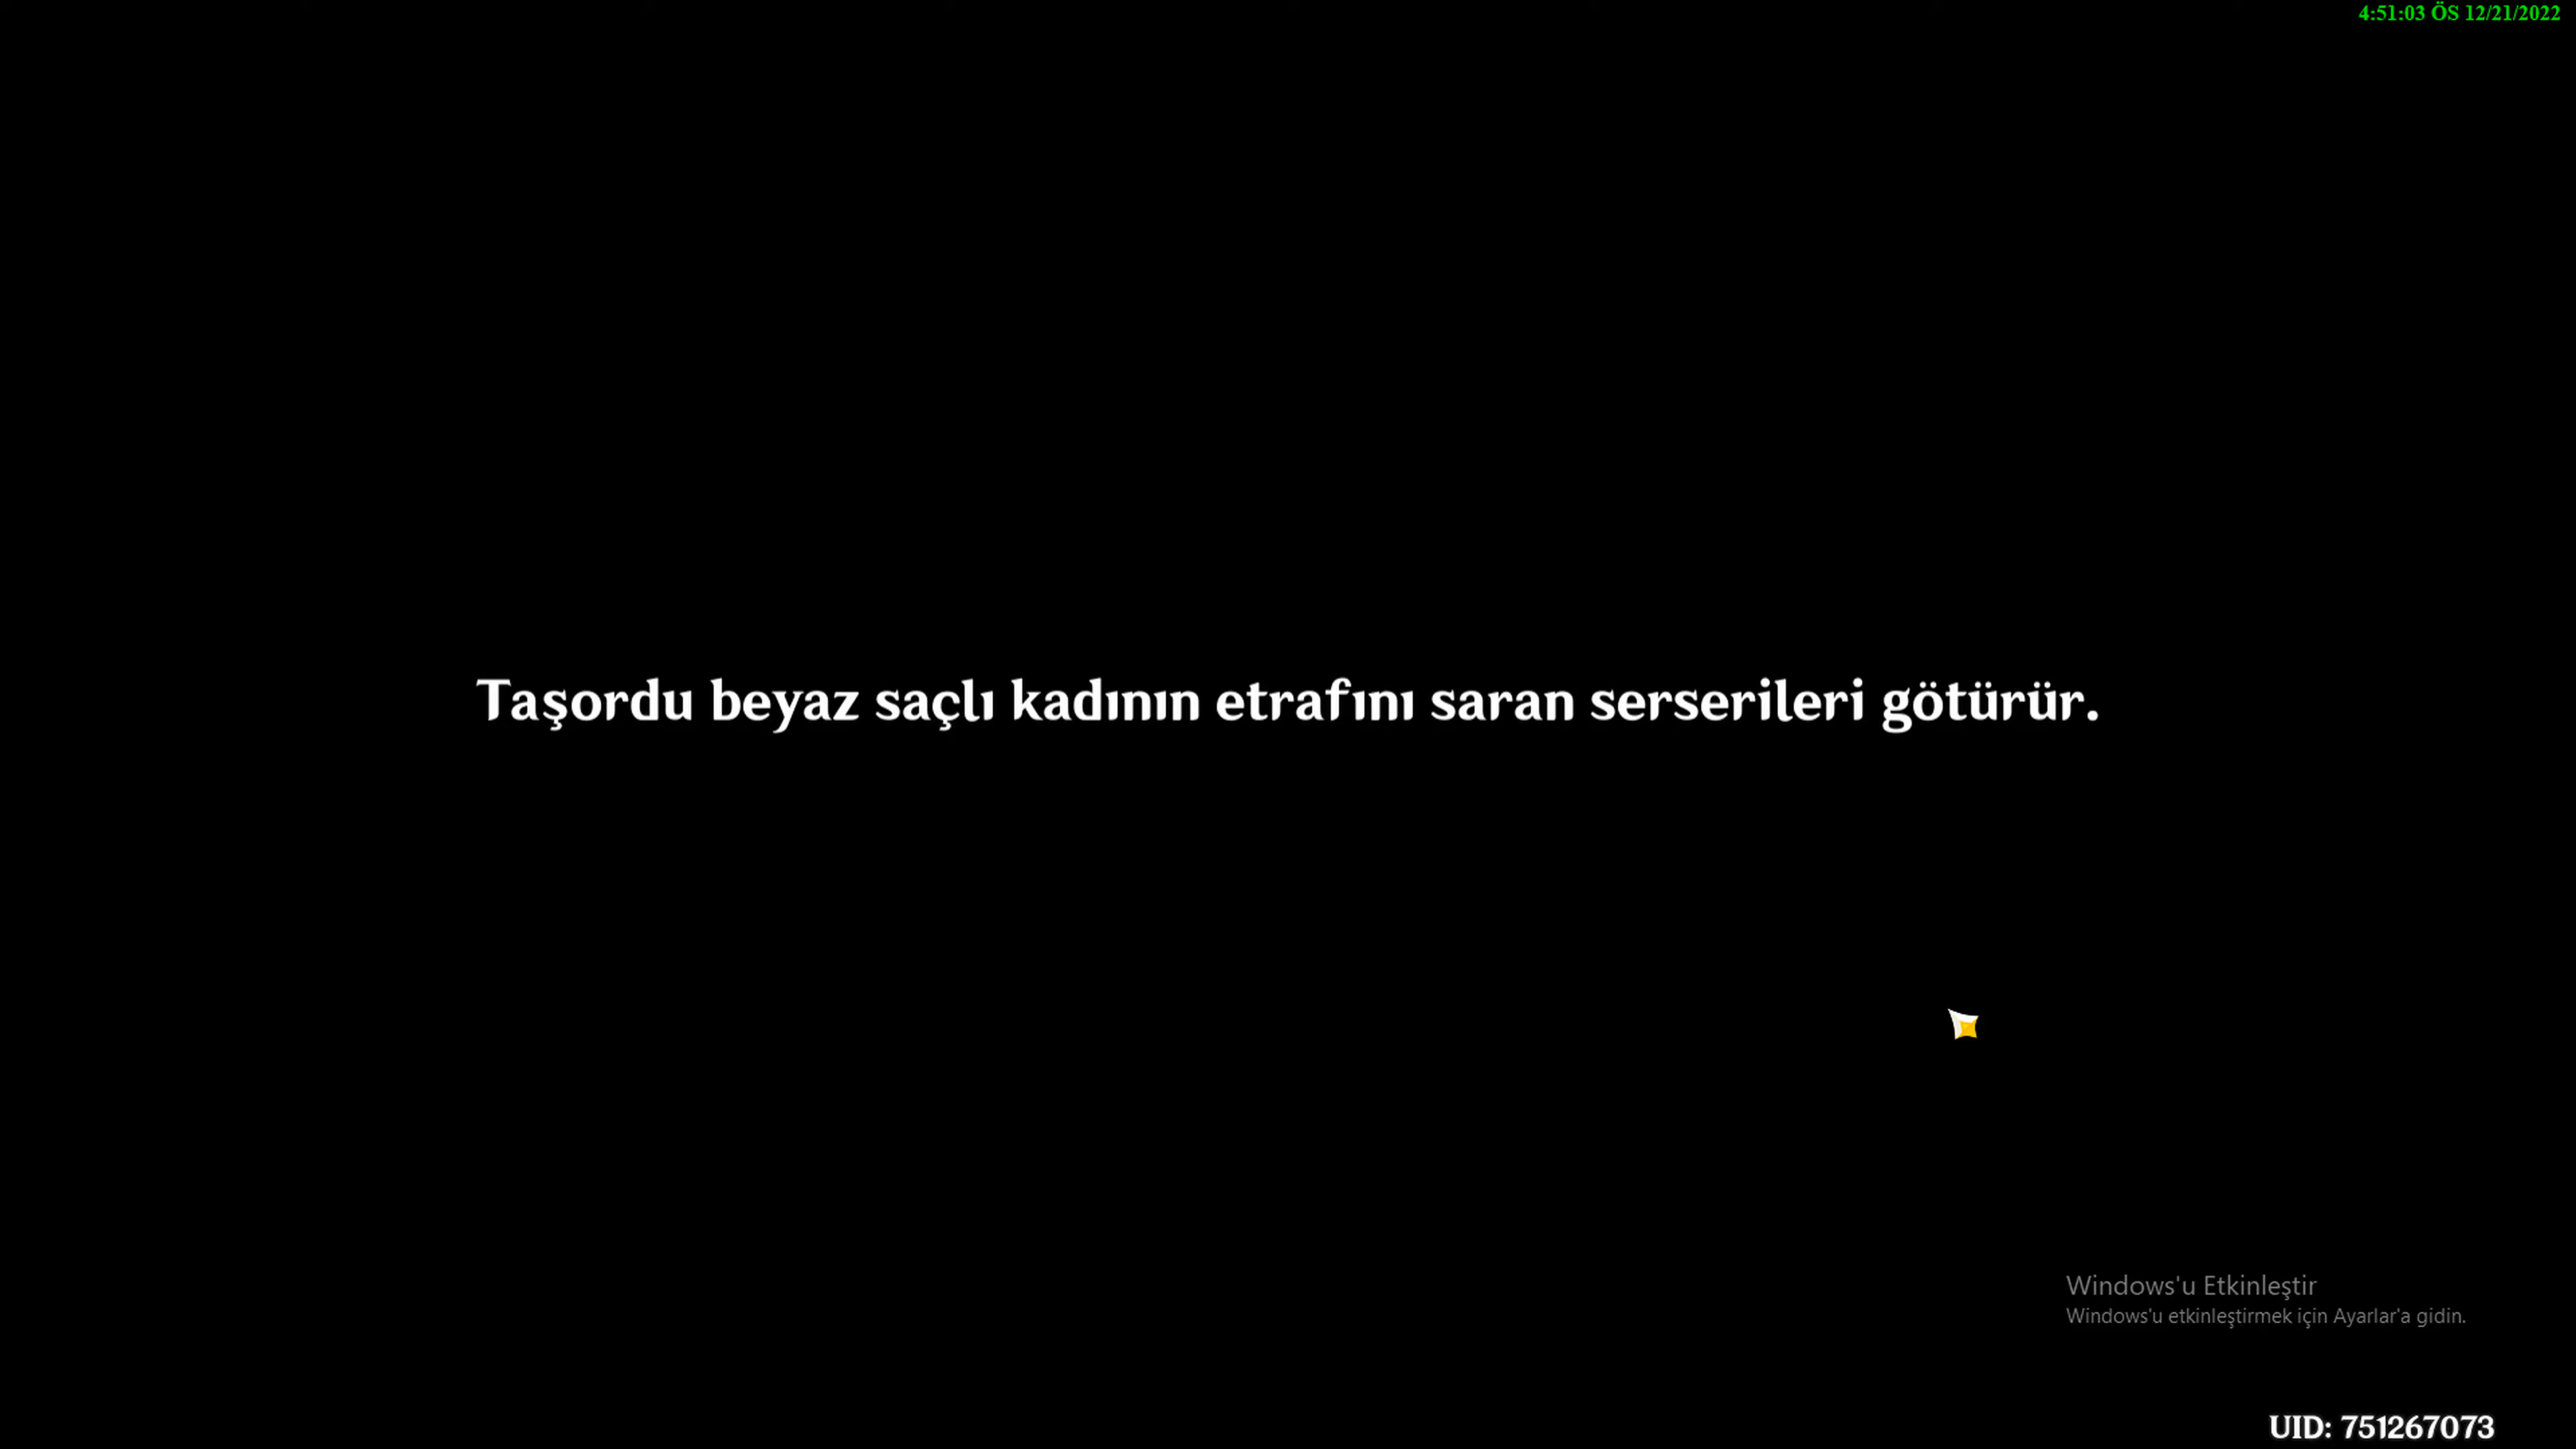 4:51:03 ÖS 12/21/2022
Taşordu beyaz saçlı kadının etrafını saran serserileri götürür.
Windows'u Etkinleştir
Windows'u etkinleştirmek için Ayarlar'a gidin.
UID: 751267073